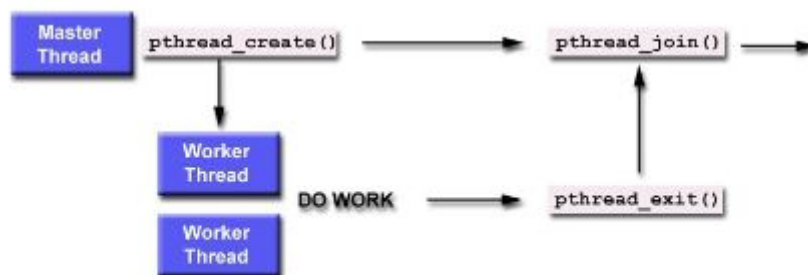 Master
Thread
pthread_create()
pthread_join()
Worker
Thread
DO WORK
pthread_exit()
Worker
Thread